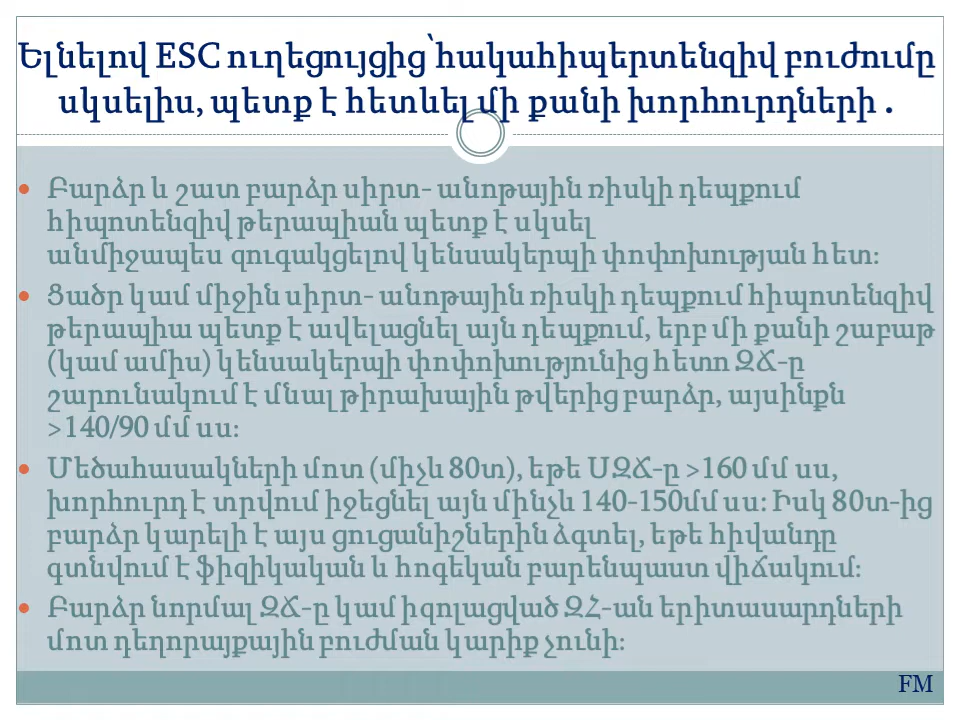 Ելնելով ESC ուղեցույցից՝հակահիպերտենզիվ բուժումը
սկսելիս, պետք է հետևել մի քանի խորհուրդների .
• Բարձր և շատ բարձր սիրտ- անոթային ռիսկի դեպքում
հիպոտենզիվ թերապիան պետք է սկսել
անմիջապես՝ զուգակցելով կենսակերպի փոփոխության հետ:
• Ցածր կամ միջին սիրտ- անոթային ռիսկի դեպքում հիպոտենզիվ
թերապիա պետք է ավելացնել այն դեպքում, երբ մի քանի շաբաթ
(կամ ամիս) կենսակերպի փոփոխությունից հետո ԶՃ-ը
շարունակում է մնալ թիրախային թվերից բարձր, այսինքն
>140/90 մմ սս:
• Մեծահասակների մոտ (միչև 80տ), եթե ՍԶՃ-ը >160 մմ սս,
խորհուրդ է տրվում իջեցնել այն մինչև 140-150մմ սս: Իսկ 80տ-ից
բարձր կարելի է այս ցուցանիշներին ձգտել, եթե հիվանդը
գտնվում է ֆիզիկական և հոգեկան բարենպաստ վիճակում:
• Բարձր նորմալ ԶՃ-ը կամ իզոլացված ԶՀ-ան երիտասարդների
մոտ դեղորայքային բուժման կարիք չունի:
FM